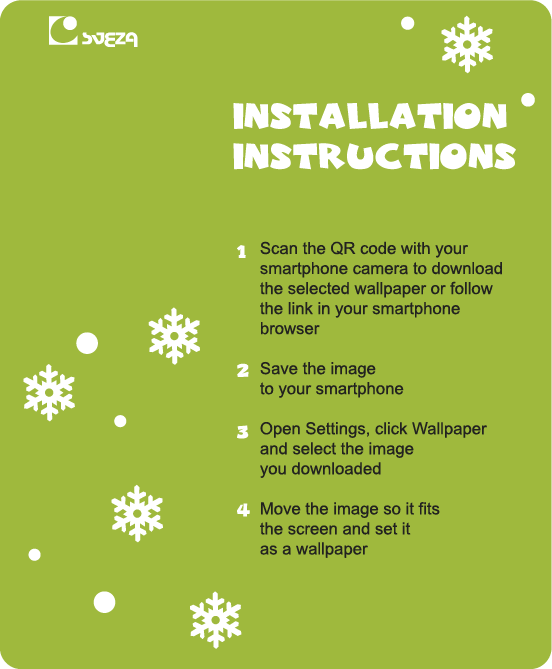 SVEZA
INSTALLATION
INSTRUCTIONS
1 Scan the QR code with your
smartphone camera to download
the selected wallpaper or follow
the link in your smartphone
browser
2 Save the image
to your smartphone
3 Open Settings, click Wallpaper
and select the image
you downloaded
4 Move the image so it fits
the screen and set it
as a wallpaper